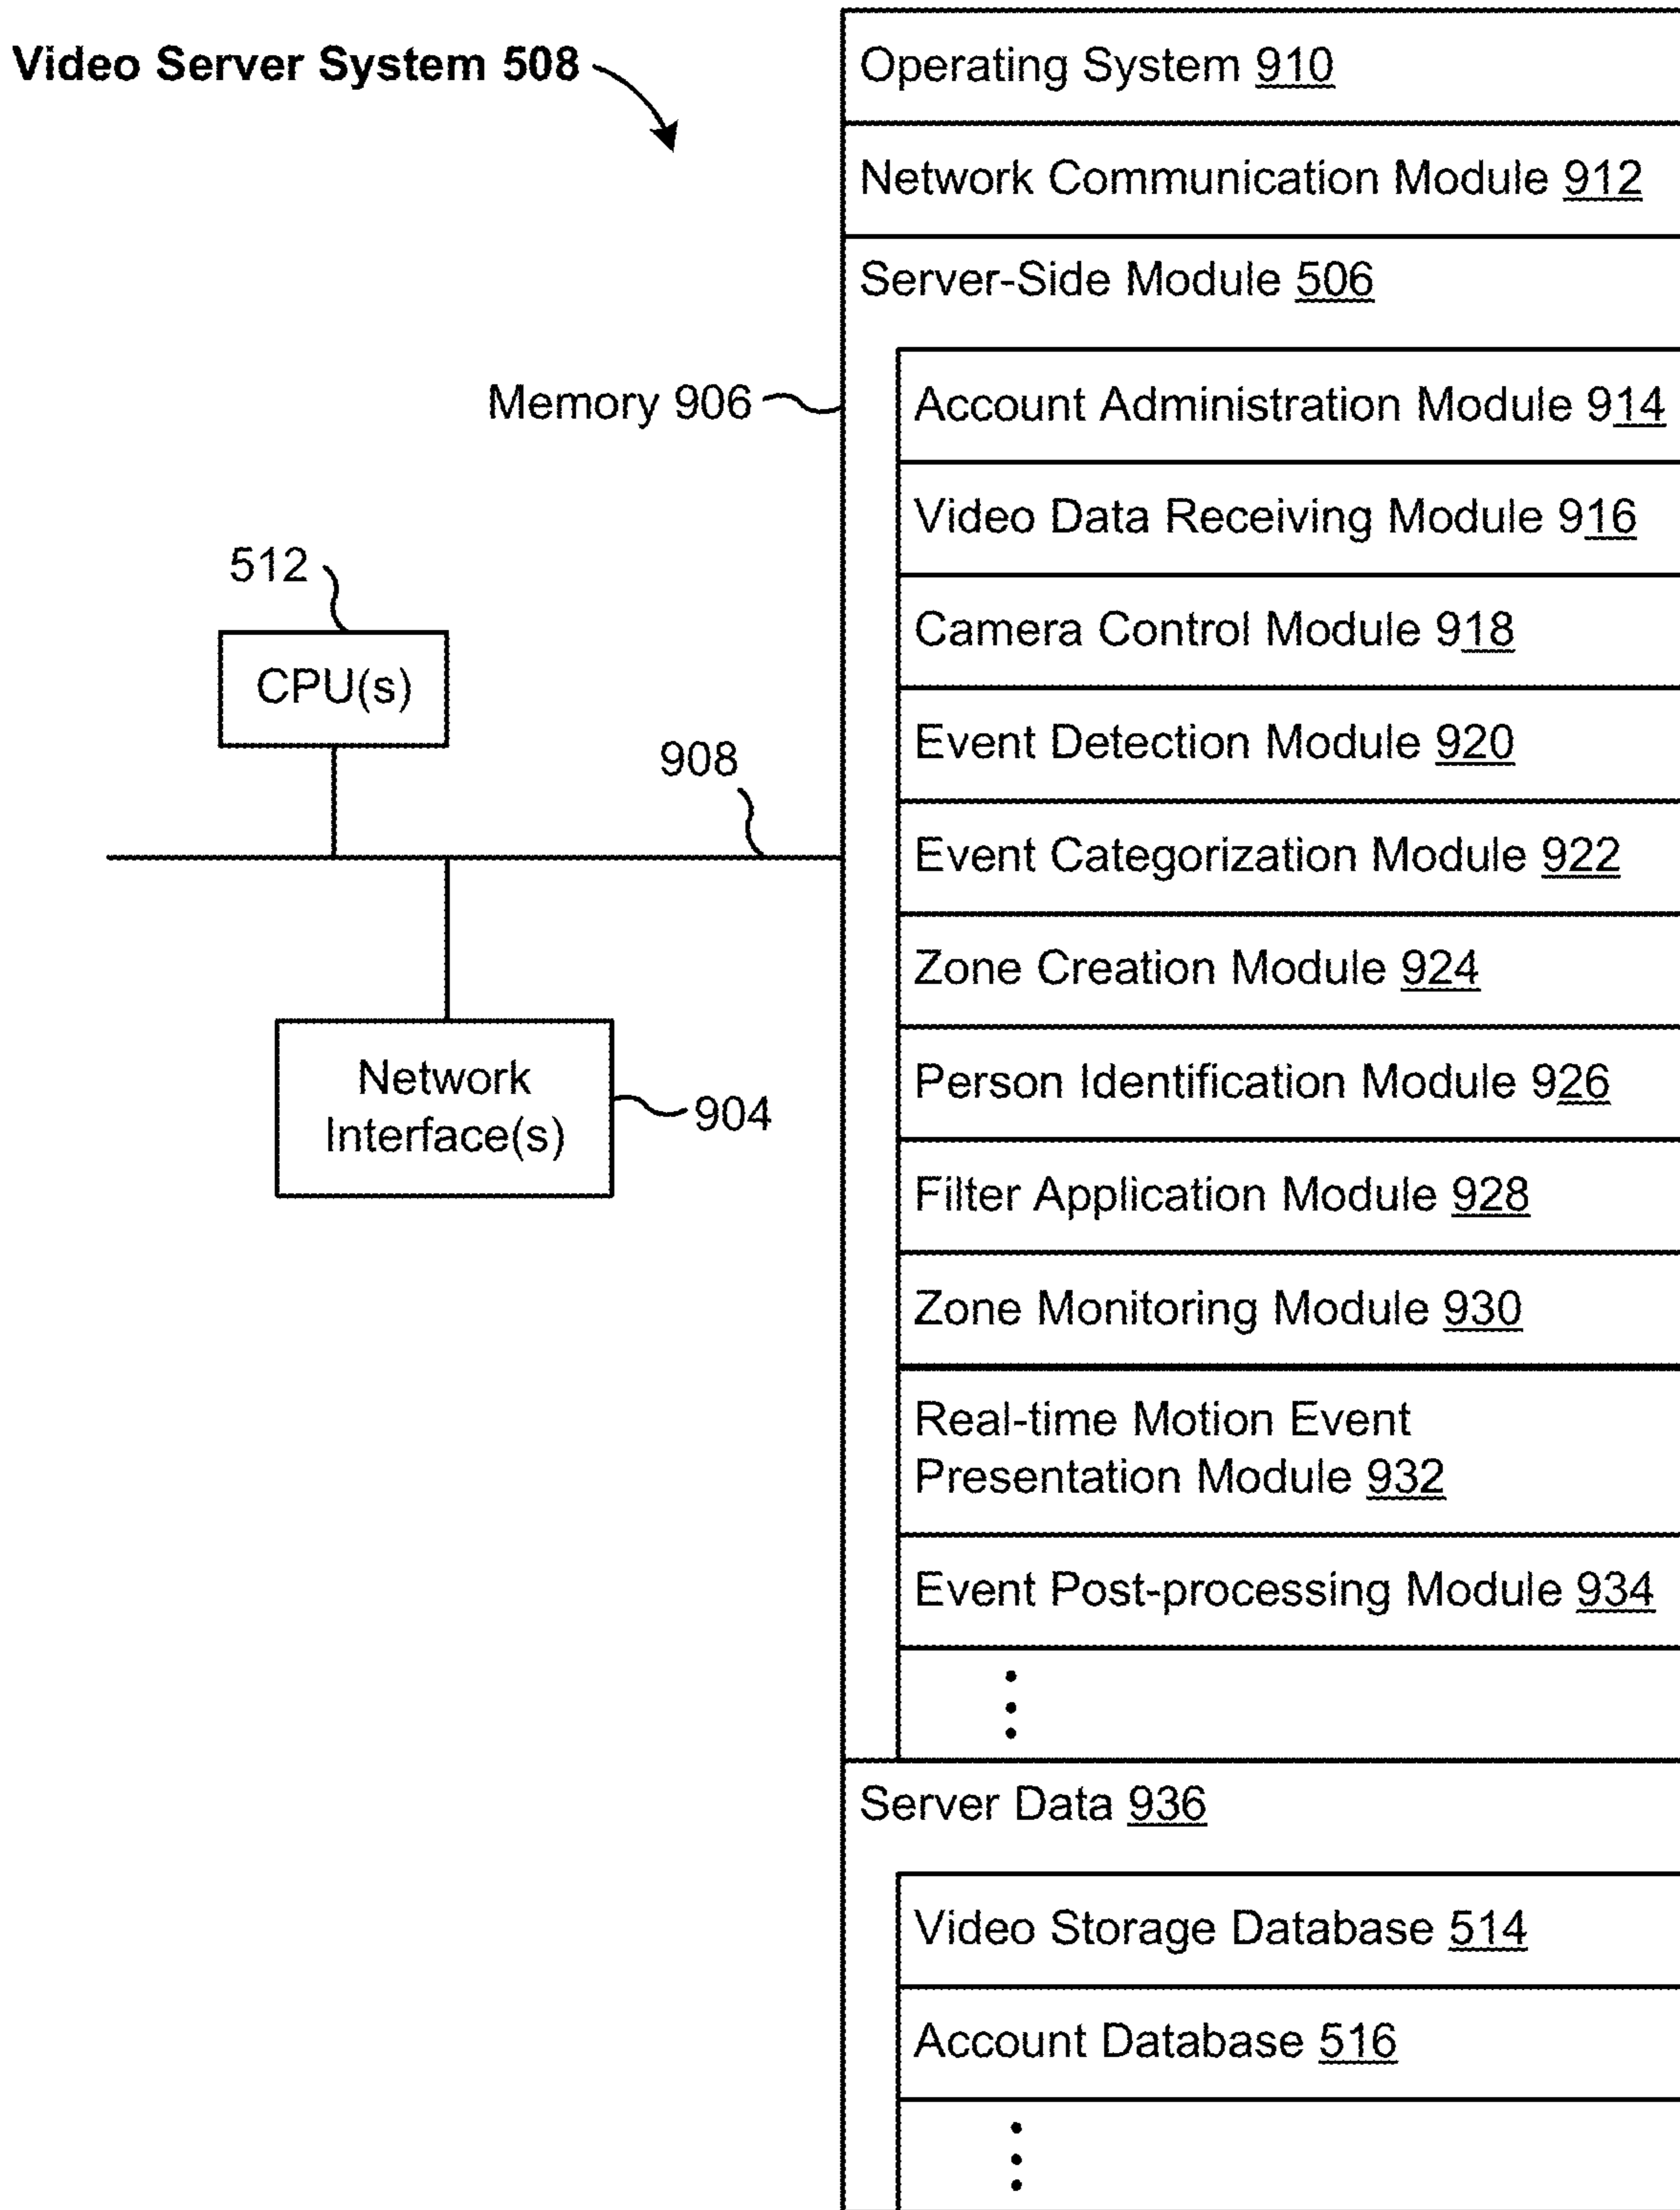 Video Server System 508
Operating System 910
Network Communication Module 912
Server-Side Module 506
Memory 906
Account Administration Module 914
Video Data Receiving Module 916
512
CPU(s)
Camera Control Module 918
Event Detection Module 920
908
Event Categorization Module 922
Zone Creation Module 924
Network
Interface(s)
904
Person Identification Module 926
Filter Application Module 928
Zone Monitoring Module 930
Real-time Motion Event
Presentation Module 932
Event Post-processing Module 934
Server Data 936
Video Storage Database 514
Account Database 516